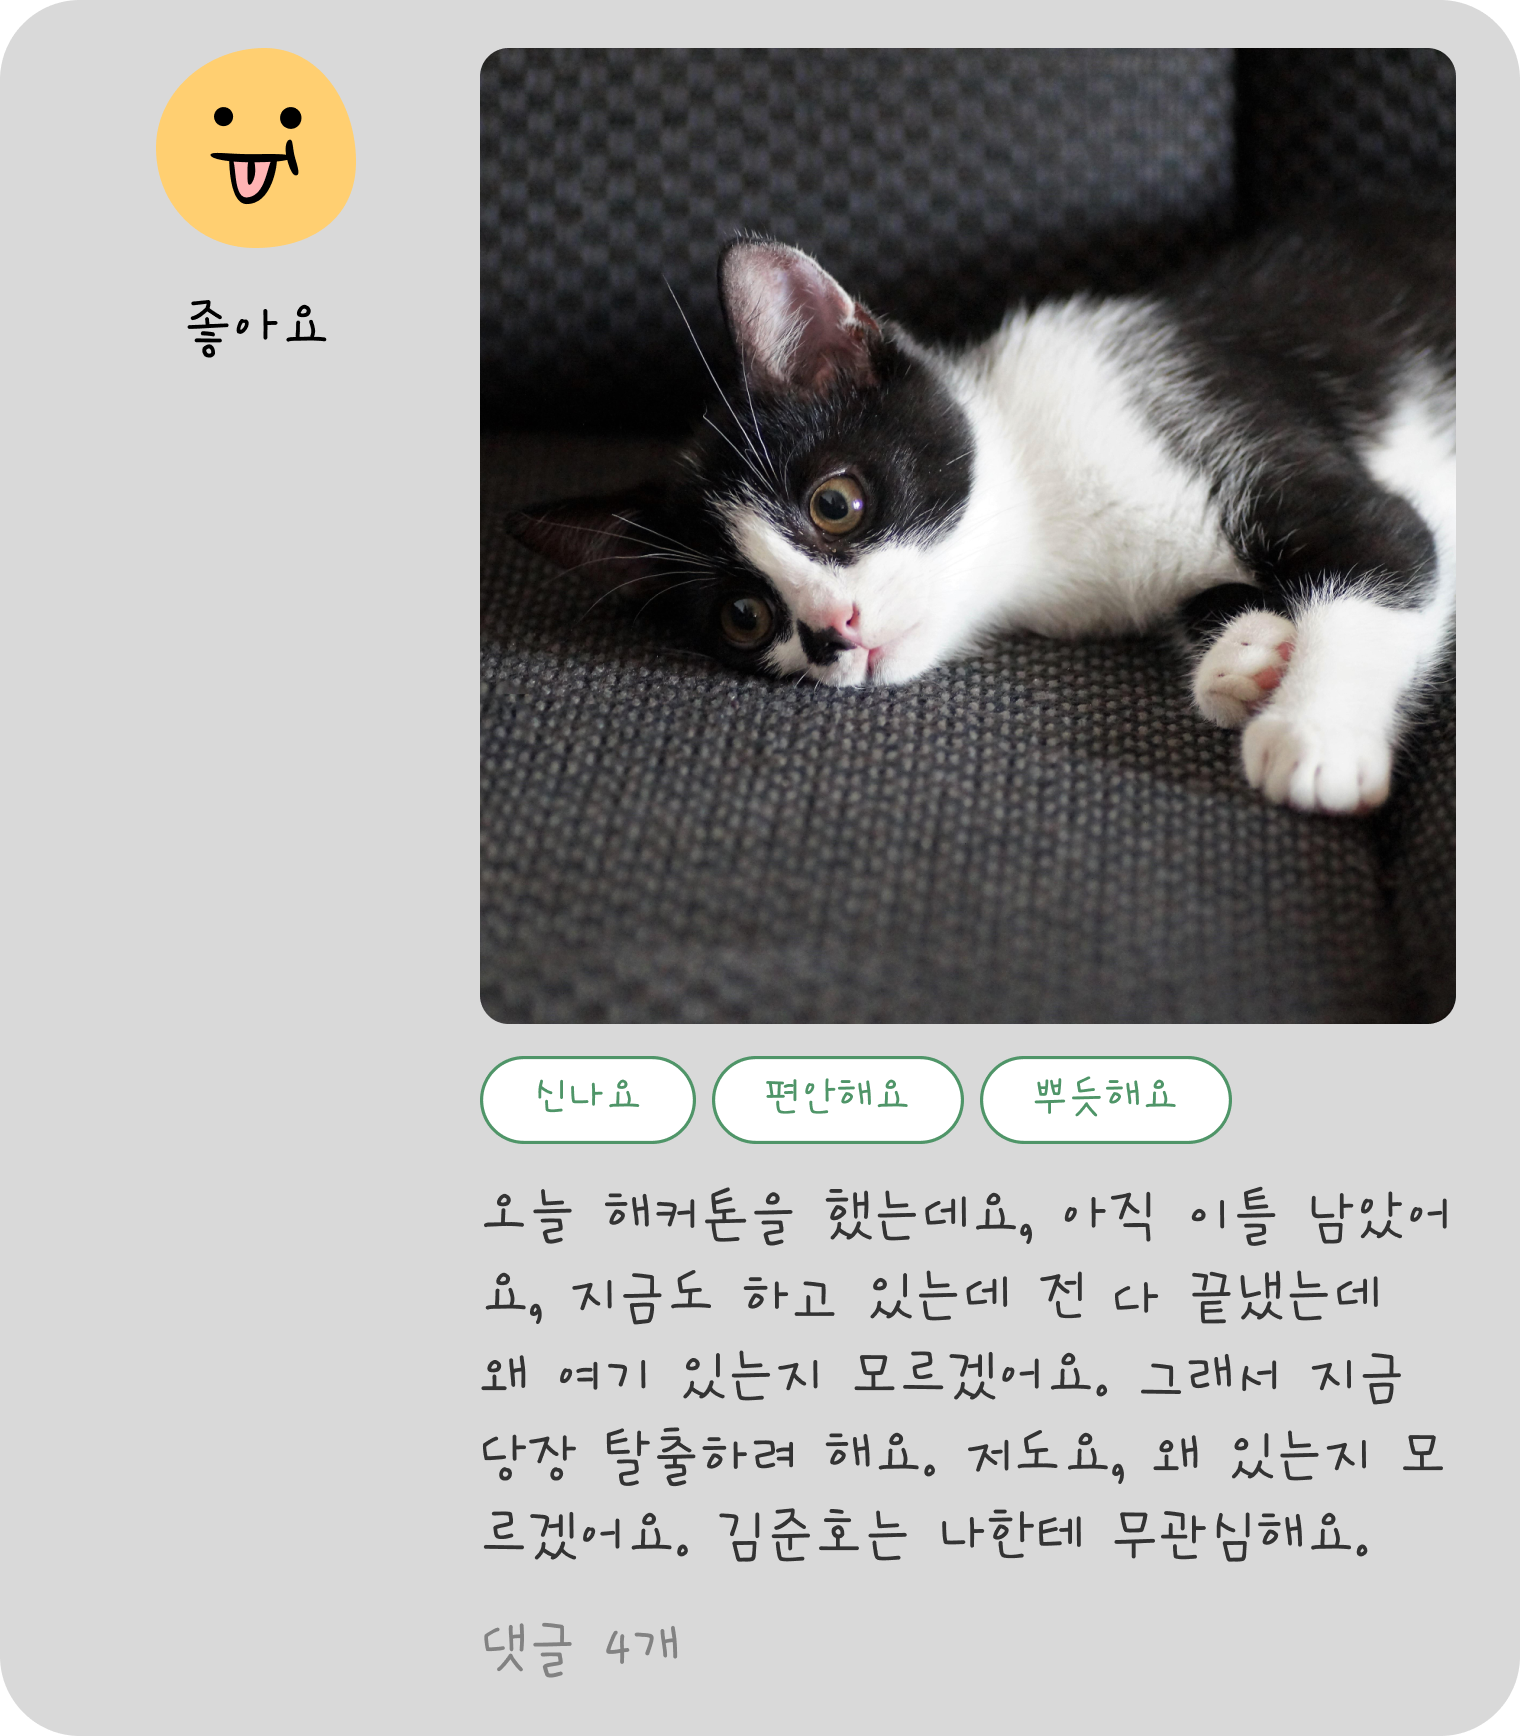 좋아요
신나요 편안해요 뿌듯해요
오늘 해커톤을 했는데요, 아직 이틀 남았어
요, 지금도 하고 있는데 전 다 끝냈는데
왜 여기 있는지 모르겠어요. 그래서 지금
당장 탈출하려 해요. 저도요, 왜 있는지 모
르겠어요. 김준호는 나한테 무관심해요.
댓글 4개